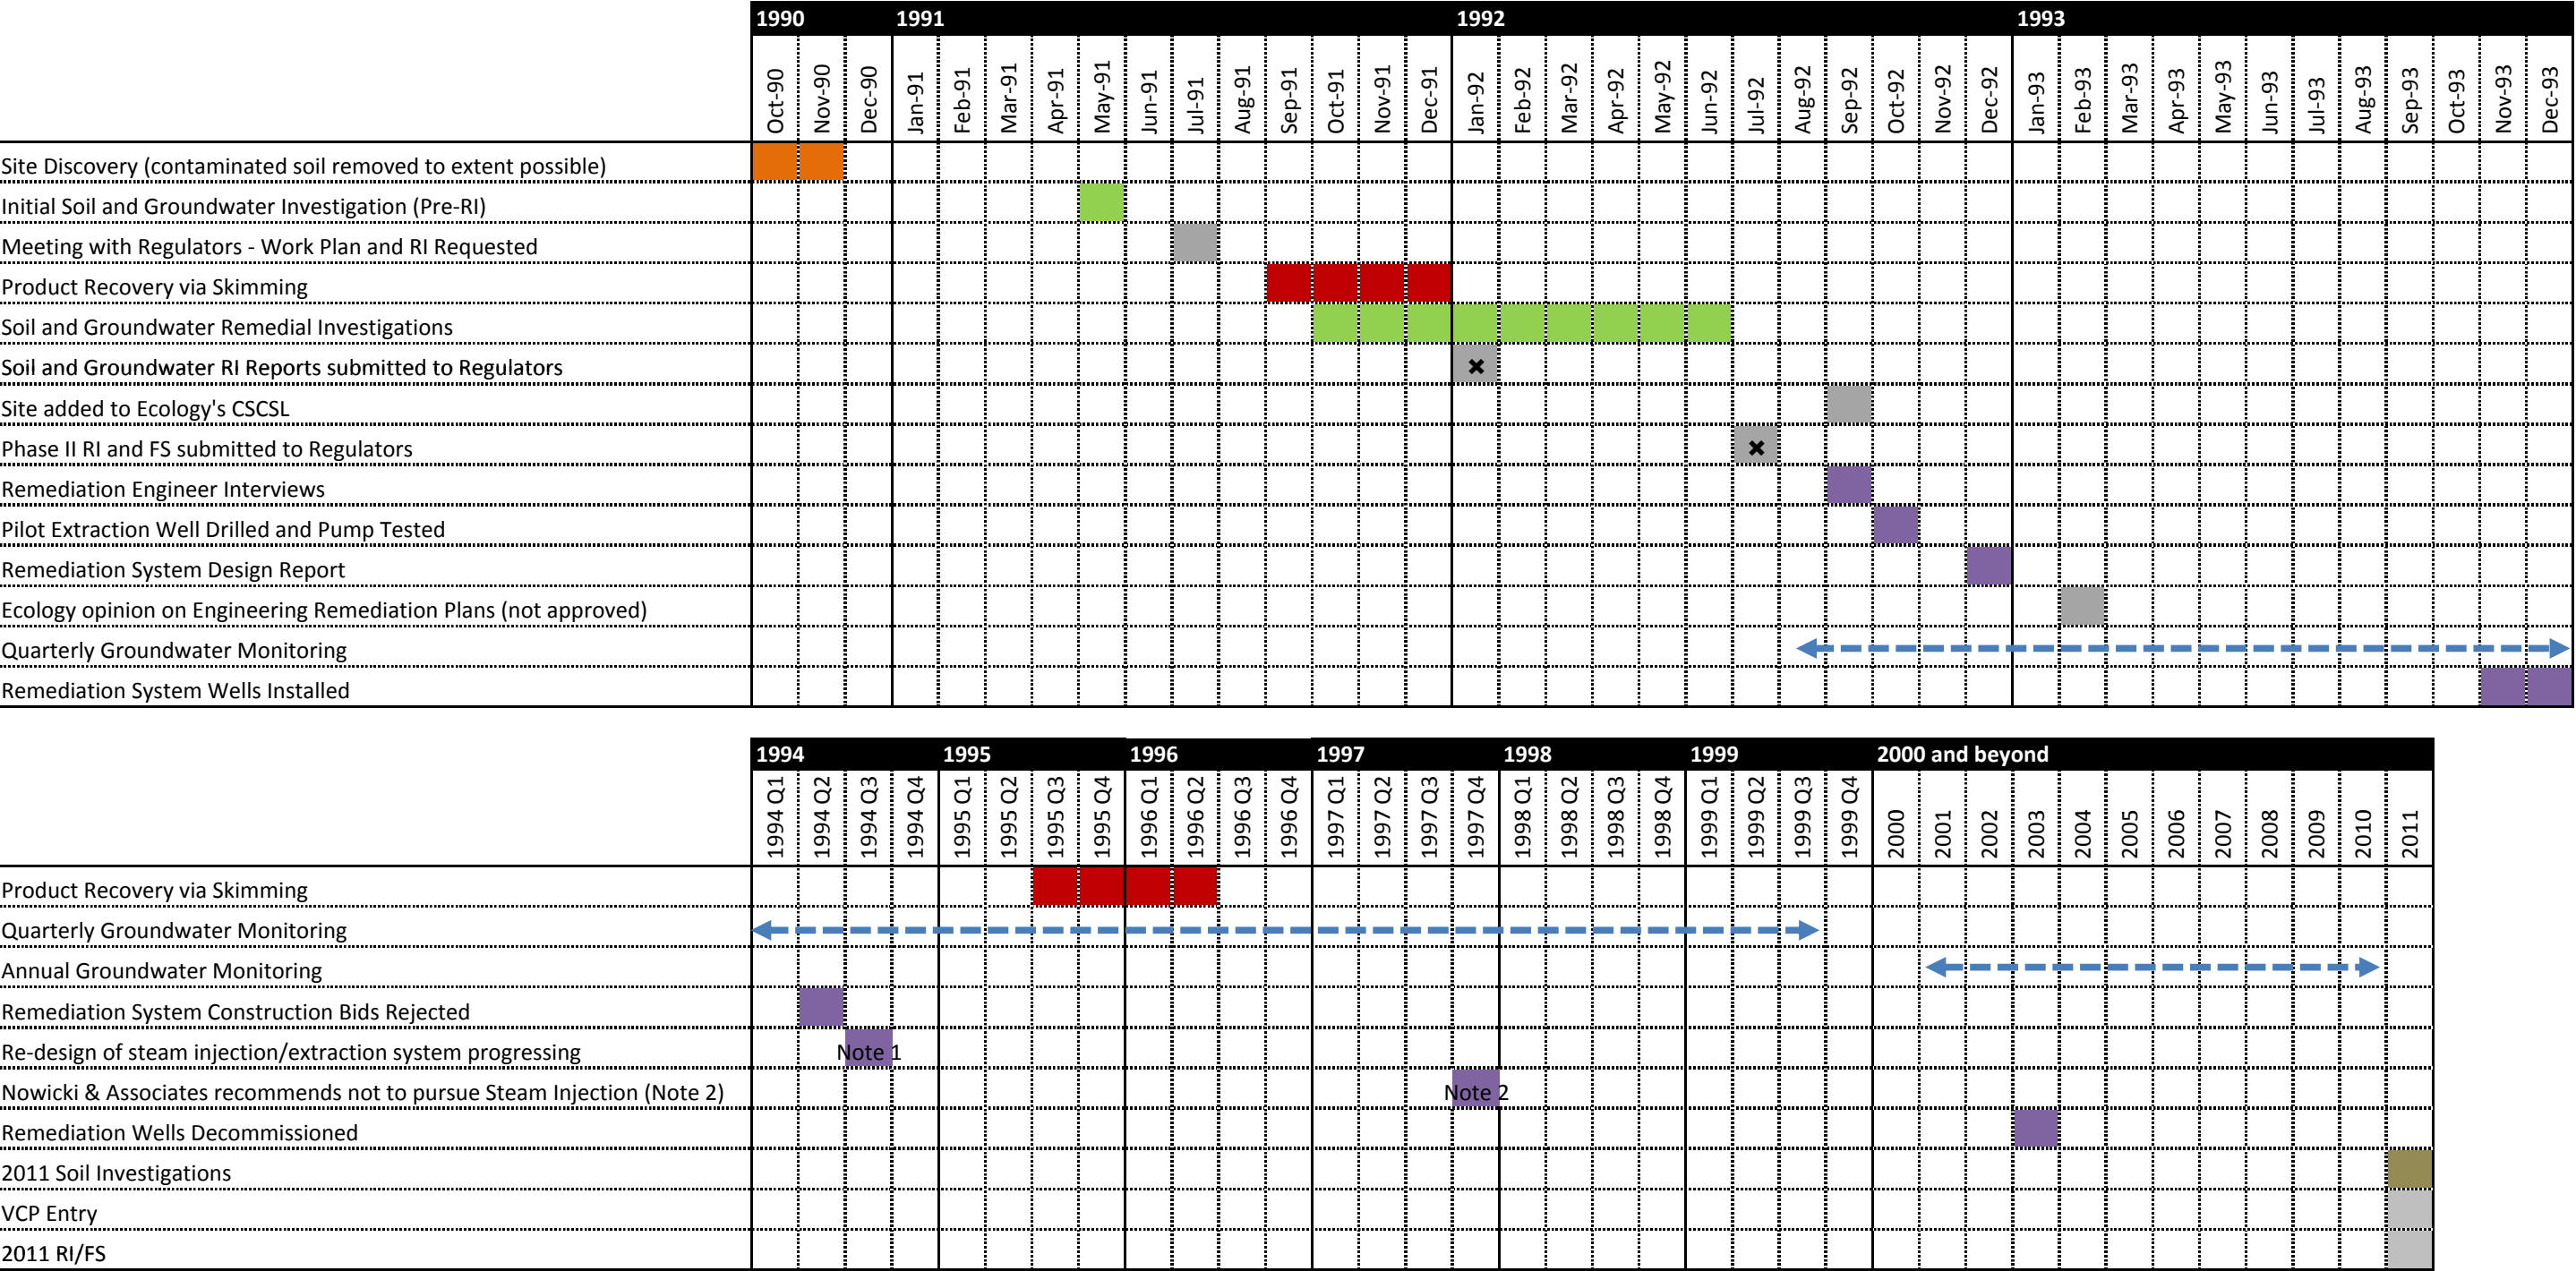 1990 1991 1992 1993
Oct-90 Nov-90 Dec-90 Jan-91 Feb-91 Mar-91 Apr-91 May-91 Jun-91 Jul-91 Aug-91 Sep-91 Oct-91 Nov-91 Dec-91 Jan-92 Feb-92 Mar-92 Apr-92 May-92 Jun-92 Jul-92 Aug-92 Sep-92 Oct-92 Nov-92 Dec-92 Jan-93 Feb-93 Mar-93 Apr-93 May-93 Jun-93 Jul-93 Aug-93 Sep-93 Oct-93 Nov-93 Dec-93
Site Discovery (contaminated soil removed to extent possible)
Initial Soil and Groundwater Investigation (Pre-RI)
Meeting with Regulators - Work Plan and RI Requested
Product Recovery via Skimming
Soil and Groundwater Remedial Investigations
Soil and Groundwater RI Reports submitted to Regulators ✖
Site added to Ecology's CSCSL
Phase II RI and FS submitted to Regulators ✖
Remediation Engineer Interviews
Pilot Extraction Well Drilled and Pump Tested
Remediation System Design Report
Ecology opinion on Engineering Remediation Plans (not approved)
Quarterly Groundwater Monitoring
Remediation System Wells Installed
1994 1995 1996 1997 1998 1999 2000 and beyond
1994 Q1 1994 Q2 1994 Q3 1994 Q4 1995 Q1 1995 Q2 1995 Q3 1995 Q4 1996 Q1 1996 Q2 1996 Q3 1996 Q4 1997 Q1 1997 Q2 1997 Q3 1997 Q4 1998 Q1 1998 Q2 1998 Q3 1998 Q4 1999 Q1 1999 Q2 1999 Q3 1999 Q4 2000 2001 2002 2003 2004 2005 2006 2007 2008 2009 2010 2011
Product Recovery via Skimming
Quarterly Groundwater Monitoring
Annual Groundwater Monitoring
Remediation System Construction Bids Rejected
Re-design of steam injection/extraction system progressing Note 1
Nowicki & Associates recommends not to pursue Steam Injection (Note 2) Note 2
Remediation Wells Decommissioned
2011 Soil Investigations
VCP Entry
2011 RI/FS